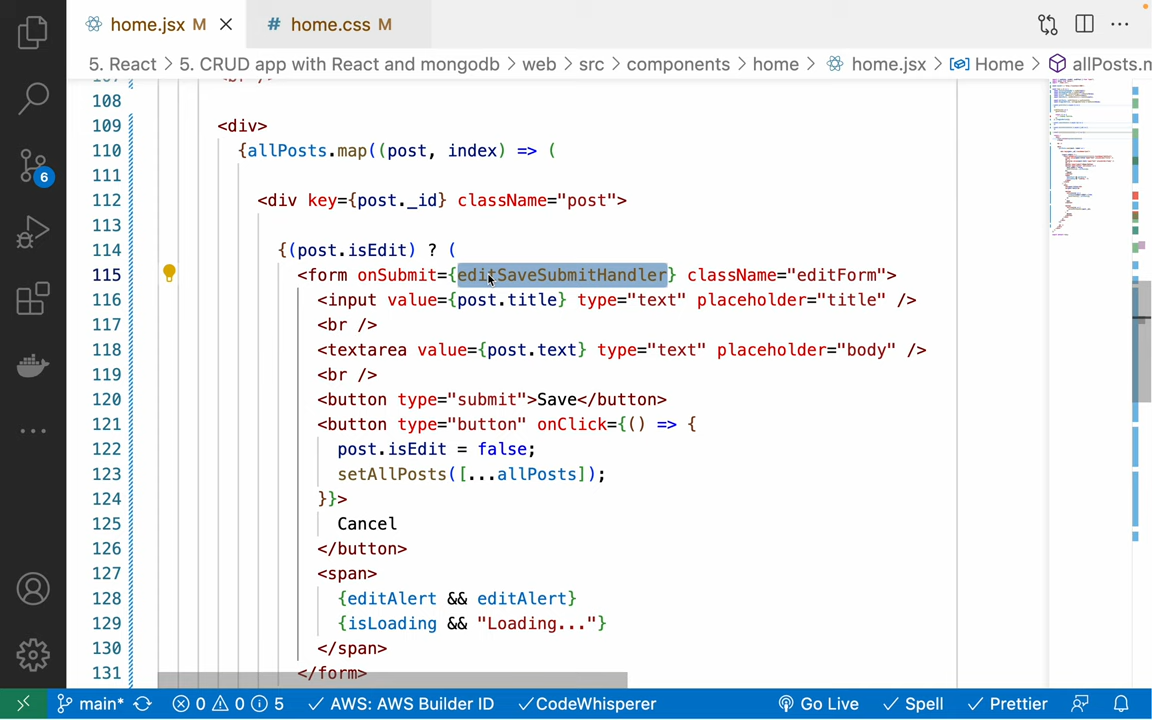 home.jsx M
# home.css M
5. React > 5. CRUD app with React and mongodb > web > src > components > home > home.jsx > Home > allPosts.m
108
109 <div>
110 {allPosts.map((post, index) => (
111
112 <div key={post._id} className="post">
113
114 {(post.isEdit) ? (
115 <form onSubmit={editSaveSubmitHandler} className="editForm">
116 <input value={post.title} type="text" placeholder="title" />
117 <br />
118 <textarea value={post.text} type="text" placeholder="body" />
119 <br />
120 <button type="submit">Save</button>
121 <button type="button" onClick={() => {
122 post.isEdit = false;
123 setAllPosts([...allPosts]);
124 }}>
125 Cancel
126 </button>
127 <span>
128 {editAlert && editAlert}
129 {isLoading && "Loading..."}
130 </span>
131 </form>
6
main* 0 0 5 AWS: AWS Builder ID CodeWhisperer Go Live Spell Prettier